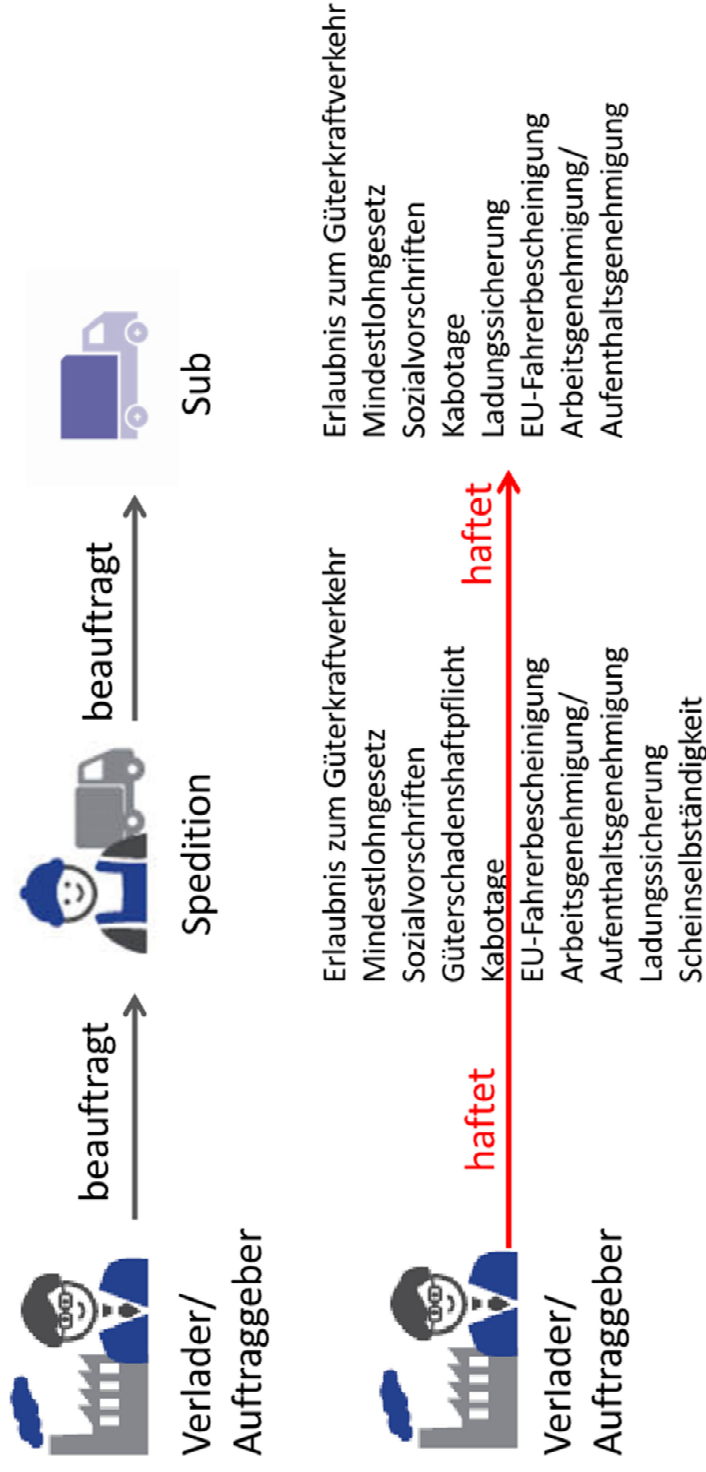 beauftragt
beauftragt
Verlader/
Auftraggeber
Spedition
Sub
haftet
haftet
Verlader/
Auftraggeber
Erlaubnis zum Güterkraftverkehr
Mindestlohngesetz
Sozialvorschriften
Güterschadenshaftpflicht
Kabotage
EU-Fahrerbescheinigung
Arbeitsgenehmigung/
Aufenthaltsgenehmigung
Ladungssicherung
Scheinselbständigkeit
Erlaubnis zum Güterkraftverkehr
Mindestlohngesetz
Sozialvorschriften
Kabotage
Ladungssicherung
EU-Fahrerbescheinigung
Arbeitsgenehmigung/
Aufenthaltsgenehmigung